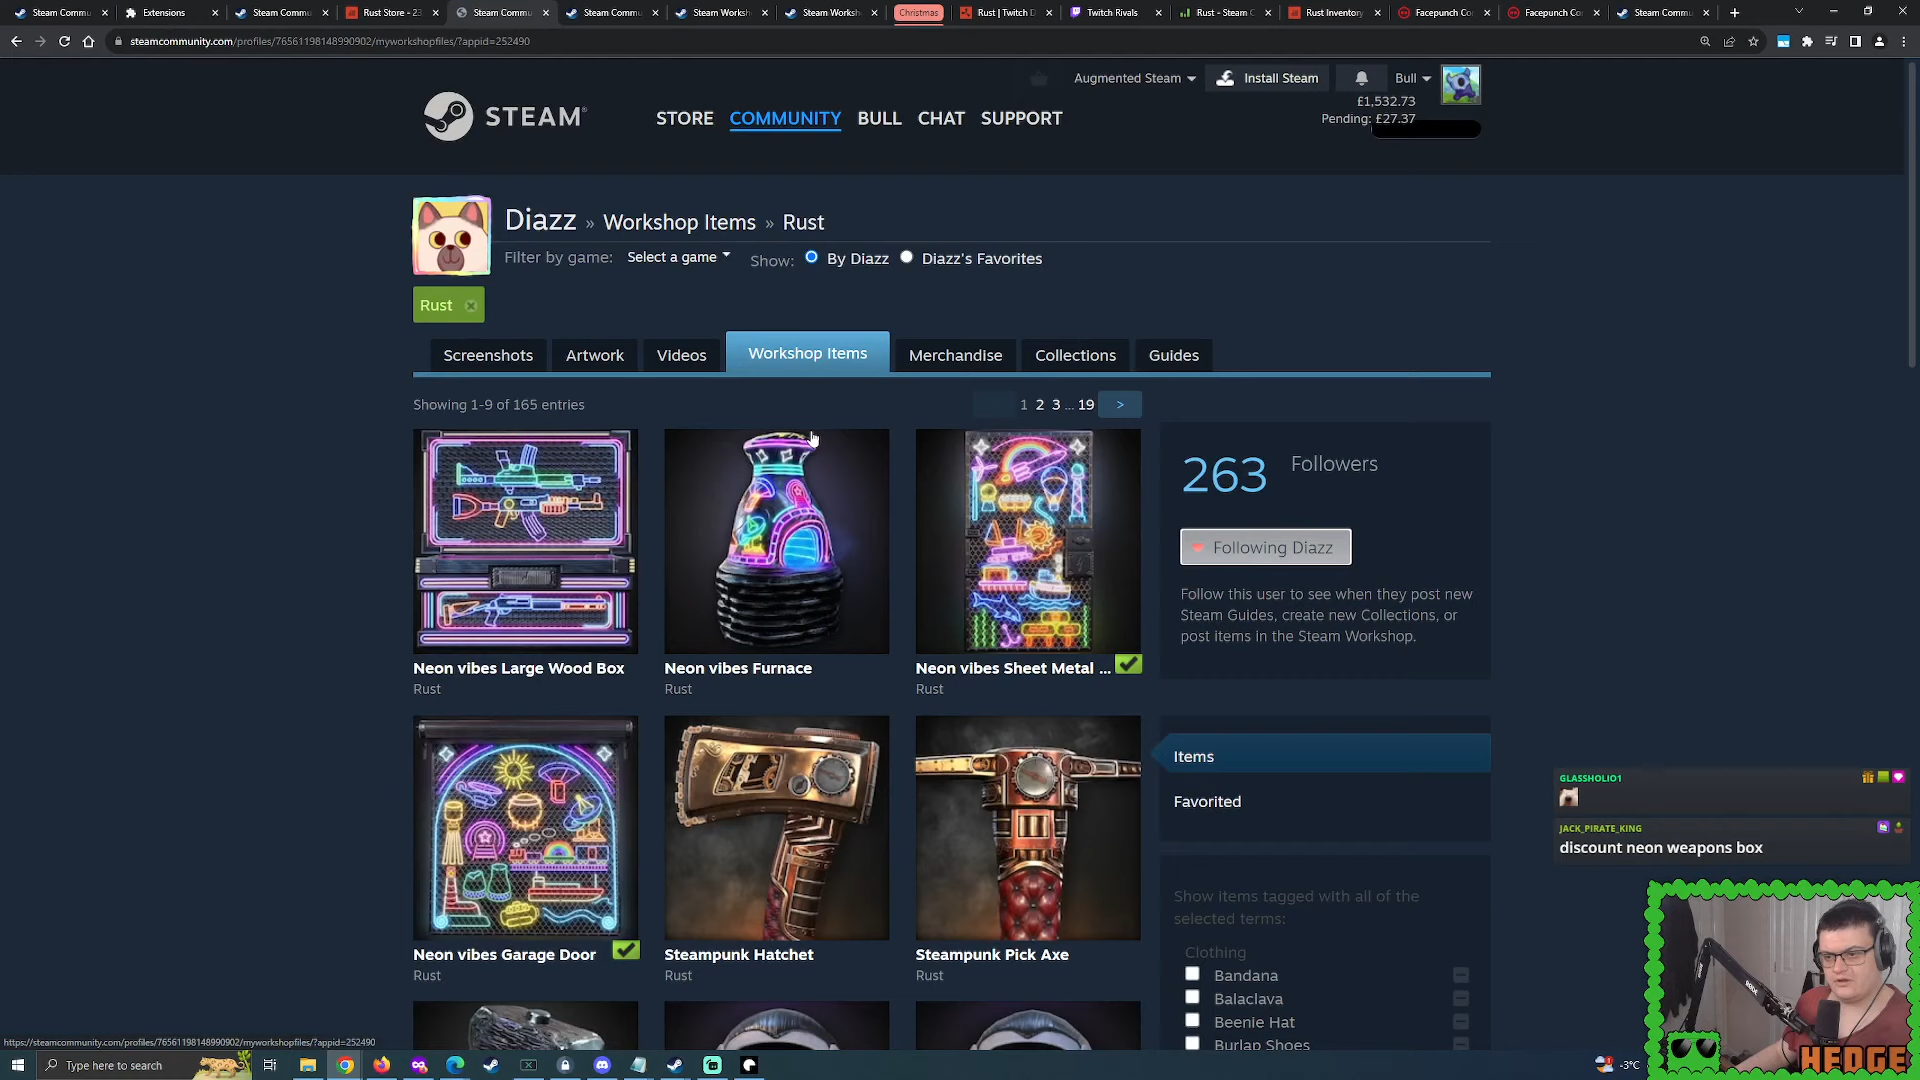 Steam Commu
Extensions
Steam Commu
Rust Store - 23
Steam Commu
Steam Commu
Steam Worksh
Steam Worksh
Christmas
Rust | Twitch D
Twitch Rivals
Rust - Steam C
Rust Inventory
Facepunch Co
Facepunch Co
Steam Commu
steamcommunity.com/profiles/76561198148990902/myworkshopfiles/?appid=252490
Augmented Steam
Install Steam
Bull
£1,532.73
Pending: £27.37
STEAM
STORE
COMMUNITY
BULL
CHAT
SUPPORT
Diazz » Workshop Items » Rust
Filter by game: Select a game
Show: By Diazz Diazz's Favorites
Rust
Screenshots
Artwork
Videos
Workshop Items
Merchandise
Collections
Guides
Showing 1-9 of 165 entries
1 2 3 ... 19 >
263 Followers
Following Diazz
Follow this user to see when they post new
Steam Guides, create new Collections, or
post items in the Steam Workshop.
Neon vibes Large Wood Box
Rust
Neon vibes Furnace
Rust
Neon vibes Sheet Metal ...
Rust
Items
Favorited
GLASSHOLIO1
JACK_PIRATE_KING
discount neon weapons box
Show items tagged with all of the
selected terms:
Clothing
Bandana
Balaclava
Beenie Hat
Burlap Shoes
Neon vibes Garage Door
Rust
Steampunk Hatchet
Rust
Steampunk Pick Axe
Rust
https://steamcommunity.com/profiles/76561198148990902/myworkshopfiles/?appid=252490
Type here to search
-3°C
HEDGE